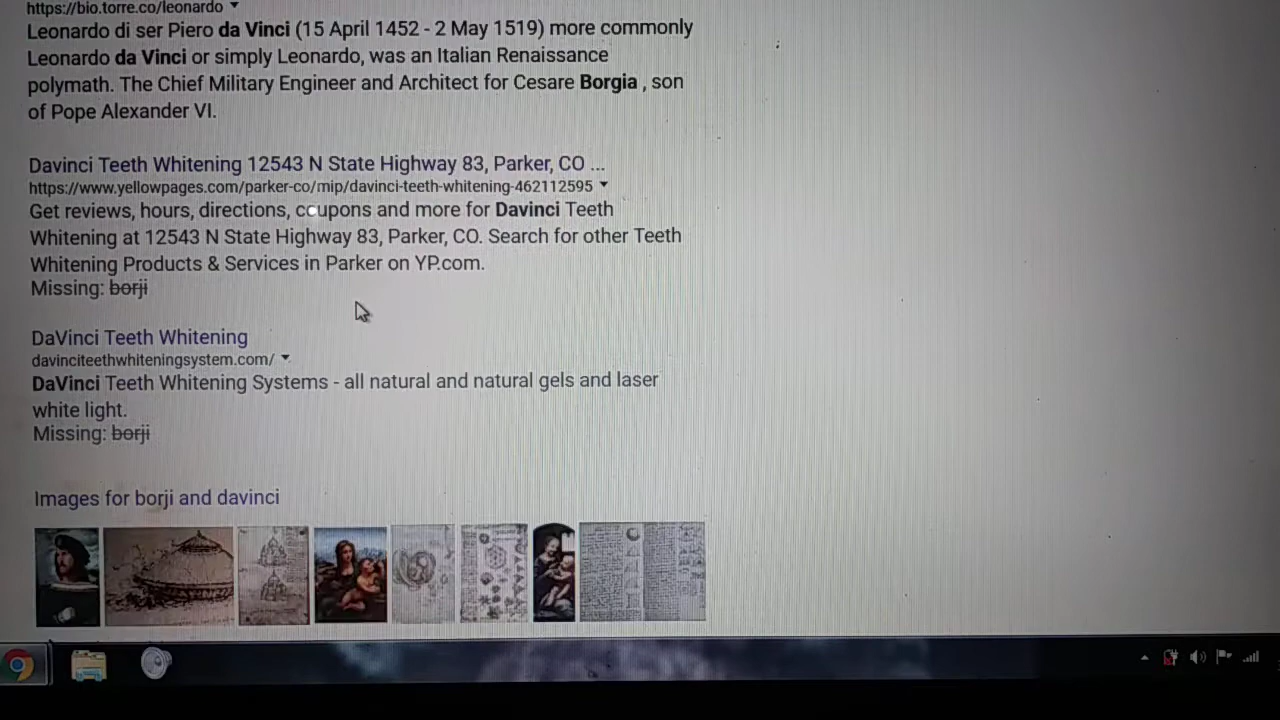 https://bio.torre.co/leonardo
Leonardo di ser Piero da Vinci (15 April 1452 - 2 May 1519) more commonly
Leonardo da Vinci or simply Leonardo, was an Italian Renaissance
polymath. The Chief Military Engineer and Architect for Cesare Borgia , son
of Pope Alexander VI.
Davinci Teeth Whitening 12543 N State Highway 83, Parker, CO ...
https://www.yellowpages.com/parker-co/mip/davinci-teeth-whitening-462112595
Get reviews, hours, directions, coupons and more for Davinci Teeth
Whitening at 12543 N State Highway 83, Parker, CO. Search for other Teeth
Whitening Products & Services in Parker on YP.com.
Missing: borji
DaVinci Teeth Whitening
davinciteethwhiteningsystem.com/
DaVinci Teeth Whitening Systems - all natural and natural gels and laser
white light.
Missing: borji
Images for borji and davinci